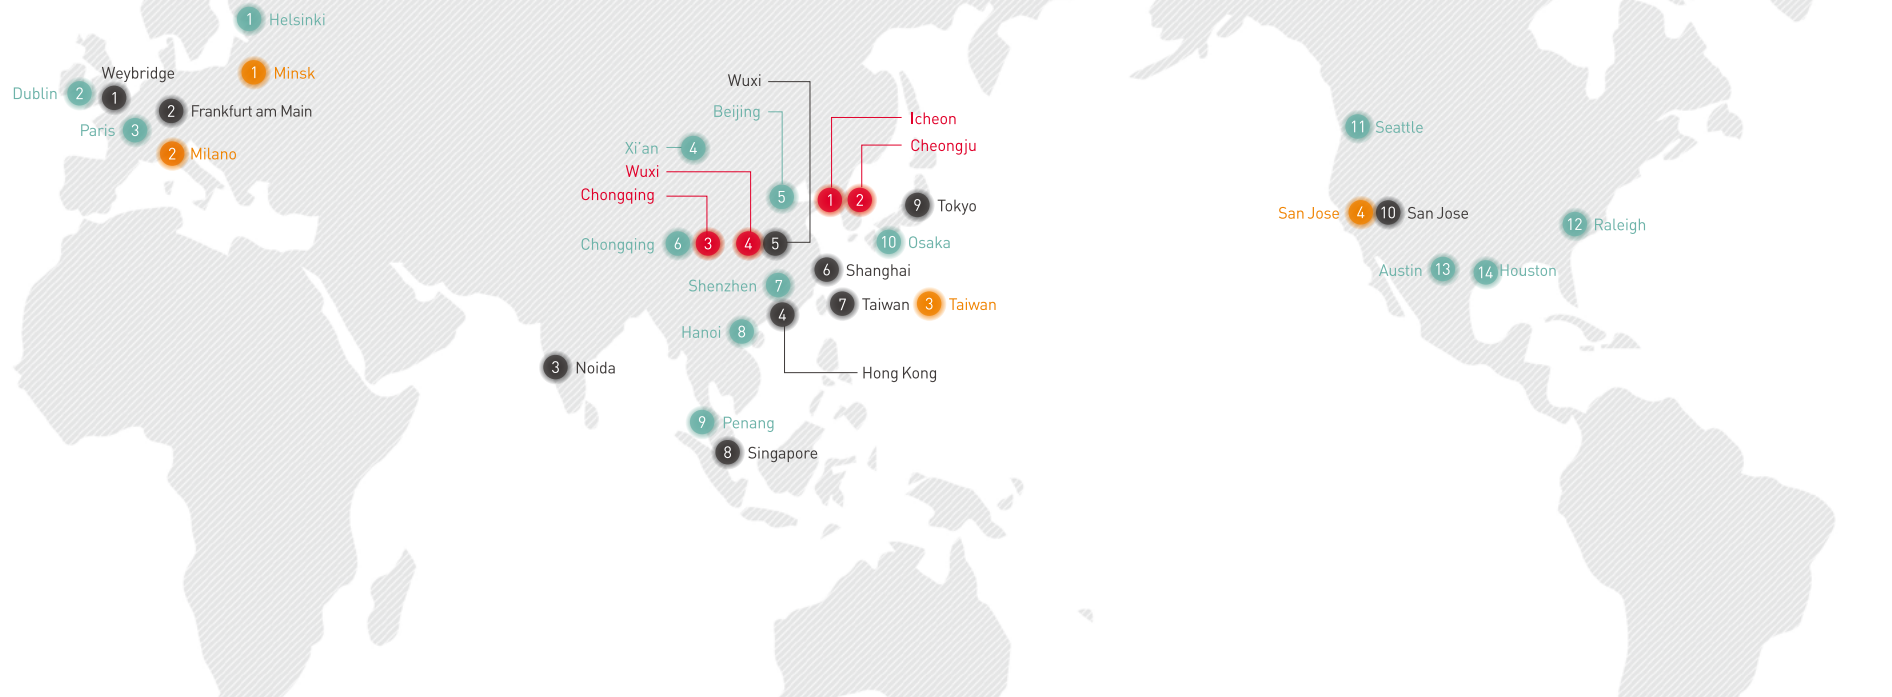 1 Helsinki
Weybridge
1 Minsk
Dublin 2
1
2 Frankfurt am Main
Paris 3
2 Milano
Wuxi
Beijing
Icheon
Xi'an 4
Cheongju
Wuxi
Chongqing
5
1 2
9 Tokyo
Chongqing 6 3 4 5
10 Osaka
6 Shanghai
Shenzhen 7
7 Taiwan 3 Taiwan
4
Hanoi 8
3 Noida
Hong Kong
9 Penang
8 Singapore
11 Seattle
San Jose 4 10 San Jose
12 Raleigh
Austin 13 14 Houston